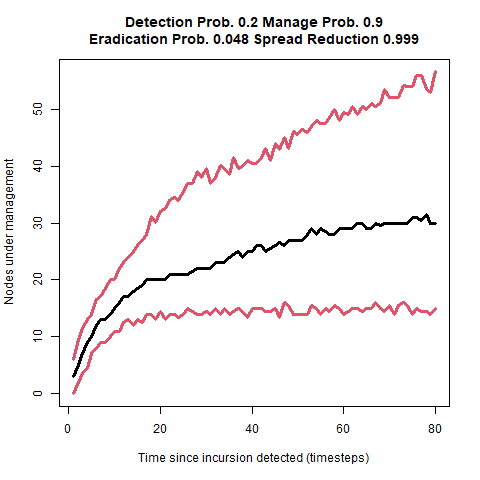 Detection Prob. 0.2 Manage Prob. 0.9
Eradication Prob. 0.048 Spread Reduction 0.999
Nodes under management
50
40
30
20
10
0
0 20 40 60 80
Time since incursion detected (timesteps)